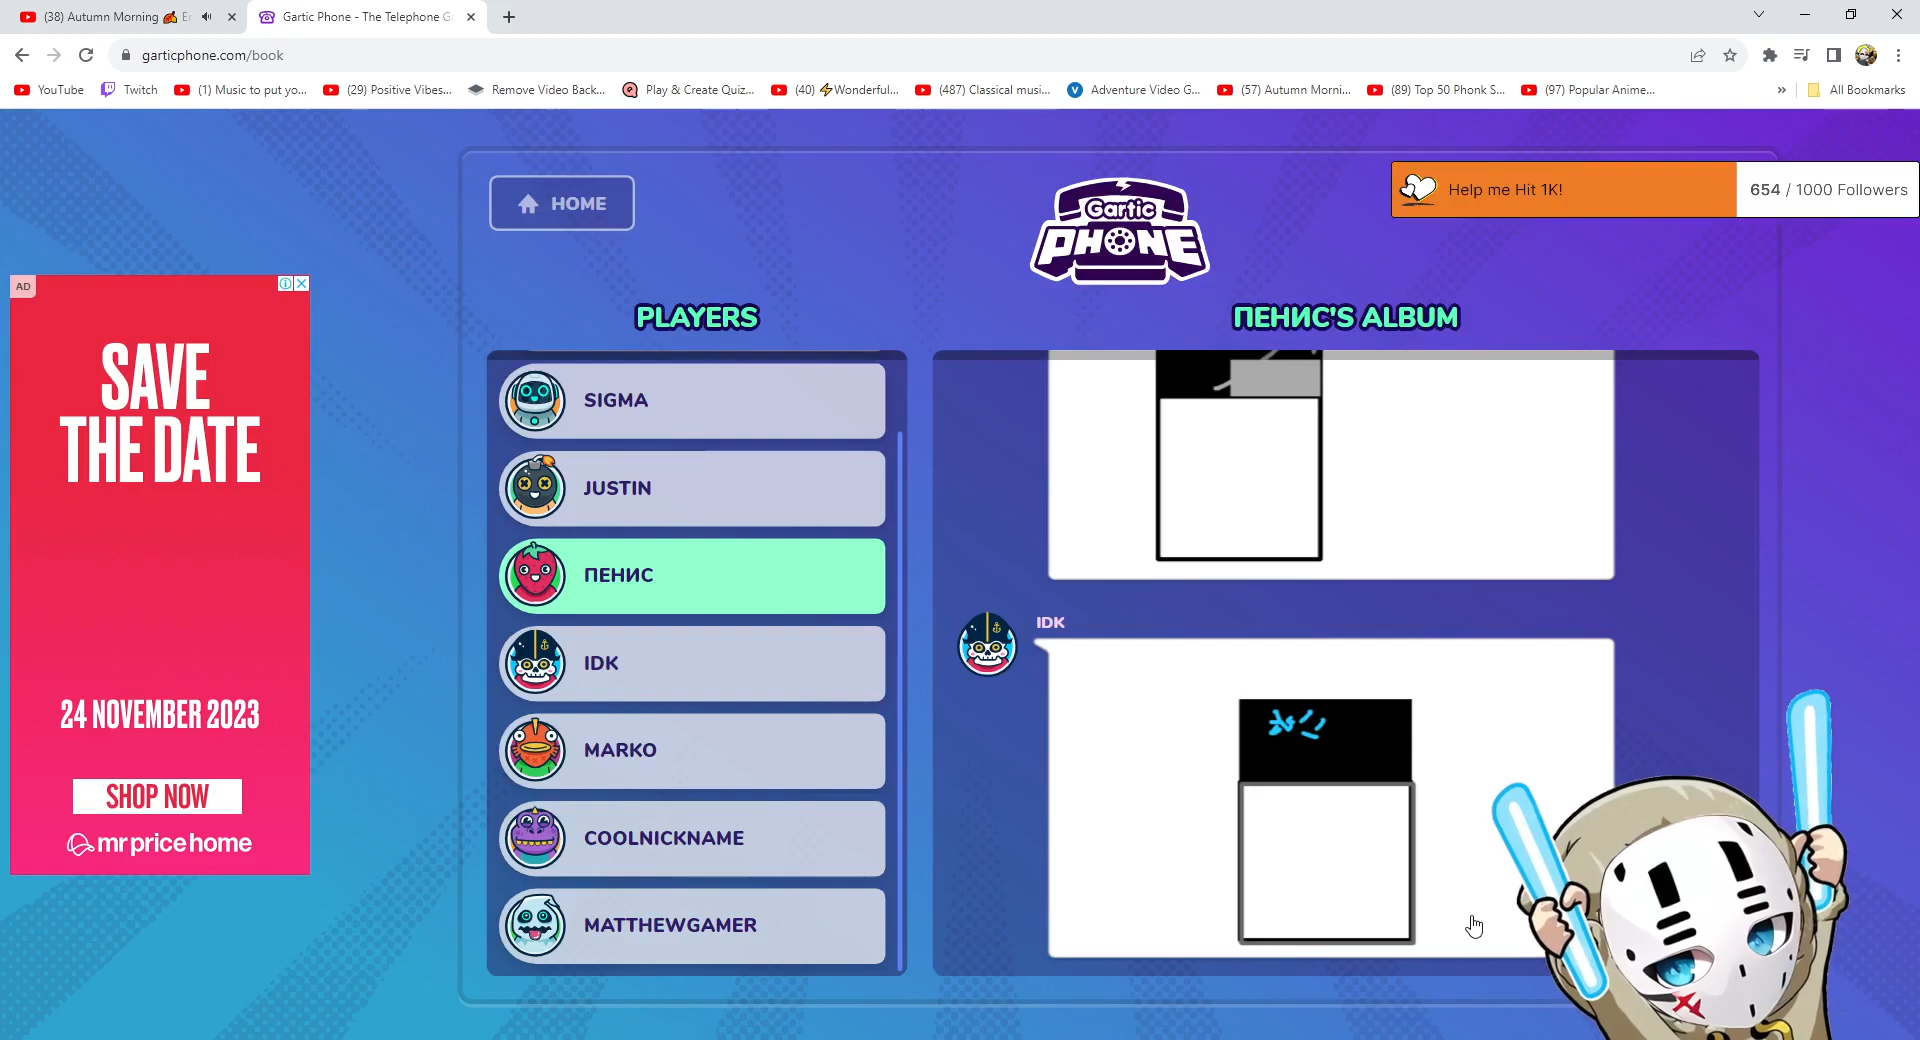 (38) Autumn Morning 🍂 E
Gartic Phone - The Telephone G
garticphone.com/book
YouTube
Twitch
(1) Music to put yo...
(29) Positive Vibes...
Remove Video Back...
Play & Create Quiz...
(40) ⚡Wonderful...
(487) Classical musi...
Adventure Video G...
(57) Autumn Morni...
(89) Top 50 Phonk S...
(97) Popular Anime...
»
All Bookmarks
HOME
Gartic
PHONE
Help me Hit 1K!
654 / 1000 Followers
AD
SAVE
THE DATE
24 NOVEMBER 2023
SHOP NOW
mr price home
PLAYERS
SIGMA
JUSTIN
ПЕНИС
IDK
MARKO
COOLNICKNAME
MATTHEWGAMER
ПЕНИС'S ALBUM
IDK